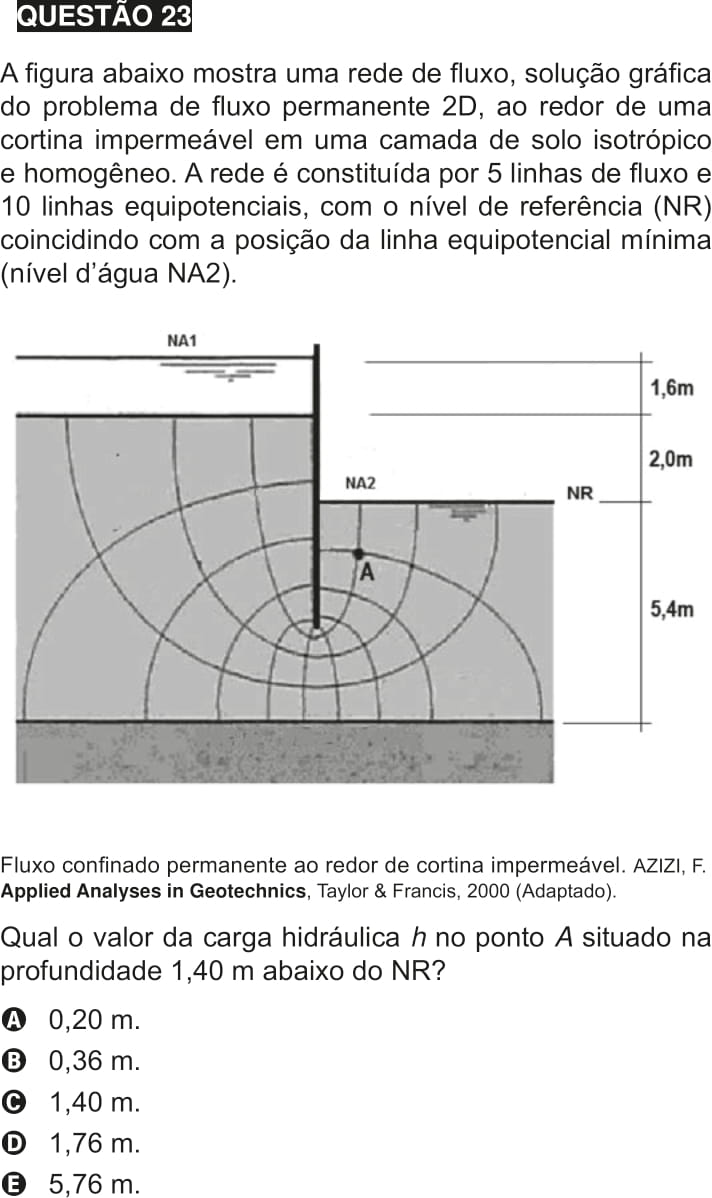 QUESTÃO 23
A figura abaixo mostra uma rede de fluxo, solução gráfica
do problema de fluxo permanente 2D, ao redor de uma
cortina impermeável em uma camada de solo isotrópico
e homogêneo. A rede é constituída por 5 linhas de fluxo e
10 linhas equipotenciais, com o nível de referência (NR)
coincidindo com a posição da linha equipotencial mínima
(nível d'água NA2).
NA1
1,6m
2,0m
NA2
NR
A
5,4m
Fluxo confinado permanente ao redor de cortina impermeável. AZIZI, F.
Applied Analyses in Geotechnics, Taylor & Francis, 2000 (Adaptado).
Qual o valor da carga hidráulica h no ponto A situado na
profundidade 1,40 m abaixo do NR?
A 0,20 m.
B 0,36 m.
C 1,40 m.
D 1,76 m.
E 5,76 m.